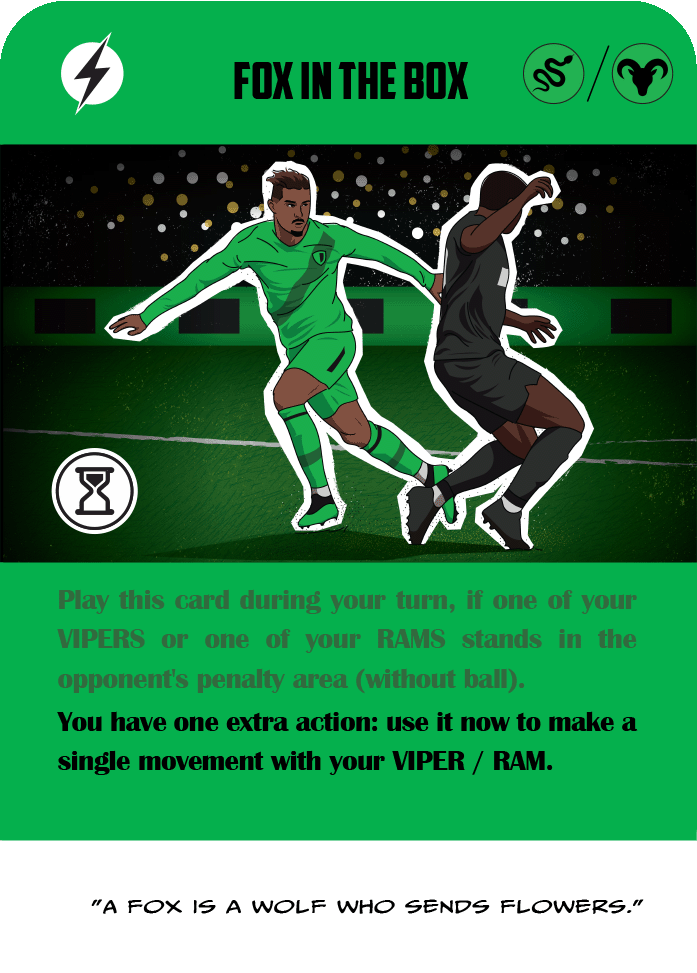 FOX IN THE BOX
Play this card during your turn, if one of your
VIPERS or one of your RAMS stands in the
opponent's penalty area (without ball).
You have one extra action: use it now to make a
single movement with your VIPER / RAM.
"A FOX IS A WOLF WHO SENDS FLOWERS."